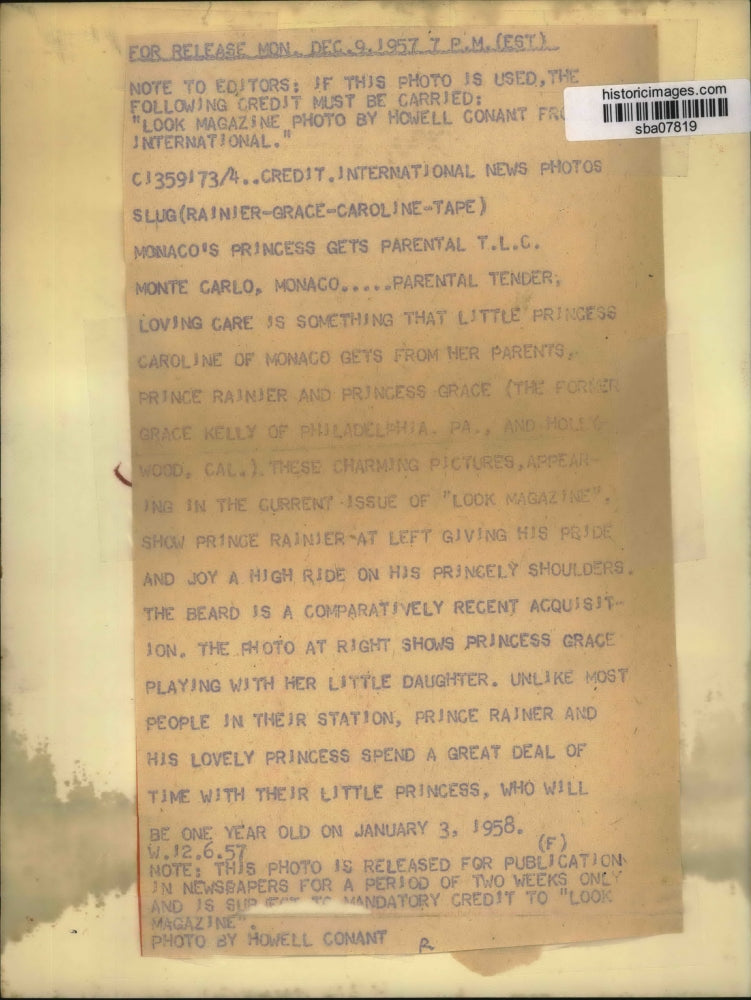 FOR RELEASE MON. DEC.9.1957 7 P.M.(EST)
NOTE TO EDITORS: IF THIS PHOTO IS USED,THE
FOLLOWING CREDIT MUST BE CARRIED:
"LOOK MAGAZINE PHOTO BY HOWELL CONANT
INTERNATIONAL."
historicimages.com
sba07819
C1359173/4..CREDIT.INTERNATIONAL NEWS PHOTOS
SLUG(RAINIER-GRACE-CAROLINE-TAPE)
MONACO'S PRINCESS GETS PARENTAL T.L.C.
MONTE CARLO, MONACO.....PARENTAL TENDER,
LOVING CARE IS SOMETHING THAT LITTLE PRINCESS
CAROLINE OF MONACO GETS FROM HER PARENTS,
PRINCE RAINIER AND PRINCESS GRACE (THE FORMER
GRACE KELLY OF PHILADELPHIA. PA., AND HOLLY-
WOOD, CAL.). THESE CHARMING PICTURES,APPEAR-
ING IN THE CURRENT ISSUE OF "LOOK MAGAZINE",
SHOW PRINCE RAINIER AT LEFT GIVING HIS PRIDE
AND JOY A HIGH RIDE ON HIS PRINCELY SHOULDERS.
THE BEARD IS A COMPARATIVELY RECENT ACQUISIT-
ION. THE PHOTO AT RIGHT SHOWS PRINCESS GRACE
PLAYING WITH HER LITTLE DAUGHTER. UNLIKE MOST
PEOPLE IN THEIR STATION, PRINCE RAINER AND
HIS LOVELY PRINCESS SPEND A GREAT DEAL OF
TIME WITH THEIR LITTLE PRINCESS, WHO WILL
BE ONE YEAR OLD ON JANUARY 3, 1958.
W.12.6.57 (F)
NOTE: THIS PHOTO IS RELEASED FOR PUBLICATION
IN NEWSPAPERS FOR A PERIOD OF TWO WEEKS ONLY
AND IS SUBJECT TO MANDATORY CREDIT TO "LOOK
MAGAZINE".
PHOTO BY HOWELL CONANT R